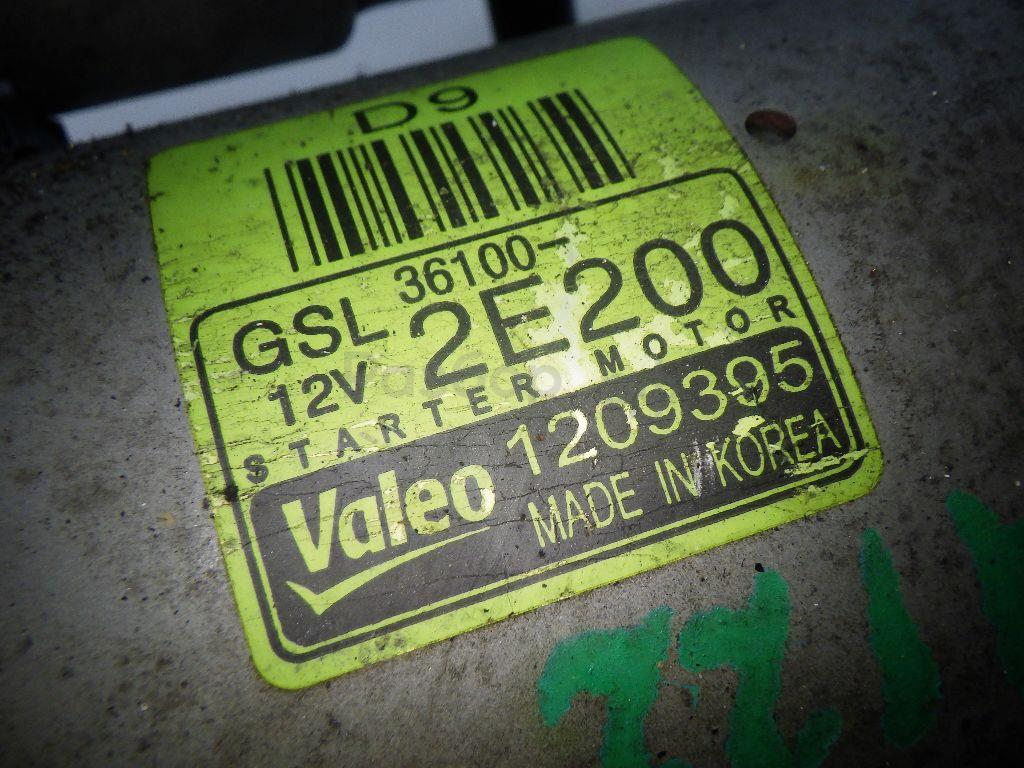 D9
GSL 36100-
12V 2E200
STARTER MOTOR
Valeo 1209395
MADE IN KOREA